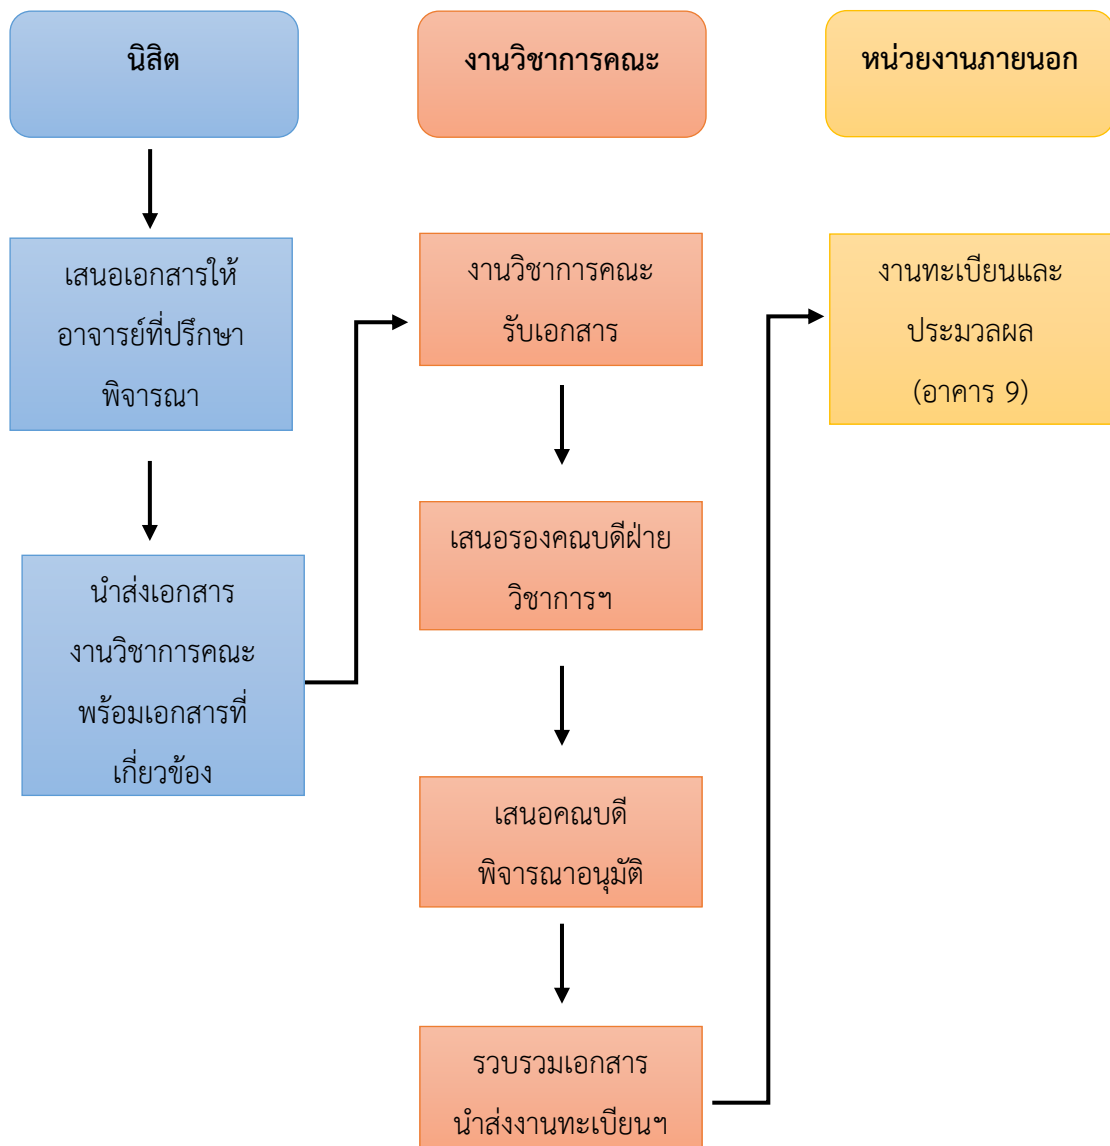 นิสิต
งานวิชาการคณะ
หน่วยงานภายนอก
เสนอเอกสารให้
อาจารย์ที่ปรึกษา
พิจารณา
นำส่งเอกสาร
งานวิชาการคณะ
พร้อมเอกสารที่
เกี่ยวข้อง
งานวิชาการคณะ
รับเอกสาร
เสนอรองคณบดีฝ่าย
วิชาการฯ
เสนอคณบดี
พิจารณาอนุมัติ
รวบรวมเอกสาร
นำส่งงานทะเบียนฯ
งานทะเบียนและ
ประมวลผล
(อาคาร 9)